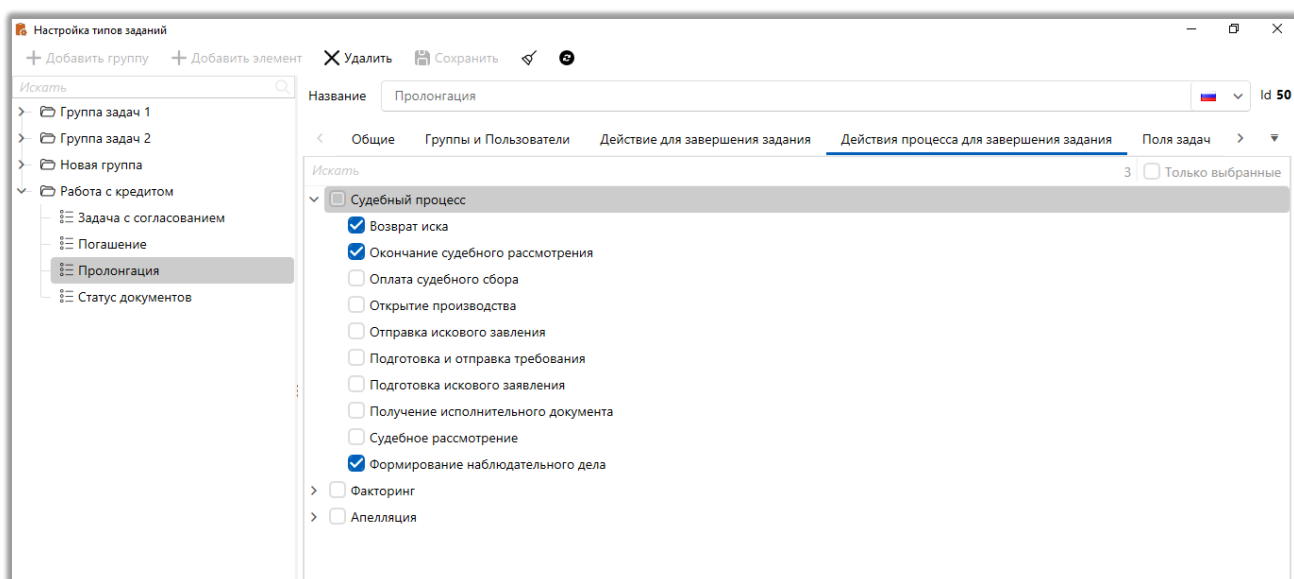 Настройка типов заданий
Добавить группу Добавить элемент Удалить Сохранить
Искать
Название Пролонгация Id 50
Группа задач 1
Группа задач 2
Новая группа
Работа с кредитом
Задача с согласованием
Погашение
Пролонгация
Статус документов
Общие Группы и Пользователи Действие для завершения задания Действия процесса для завершения задания Поля задач
Искать 3 Только выбранные
Судебный процесс
Возврат иска
Окончание судебного рассмотрения
Оплата судебного сбора
Открытие производства
Отправка искового завления
Подготовка и отправка требования
Подготовка искового заявления
Получение исполнительного документа
Судебное рассмотрение
Формирование наблюдательного дела
Факторинг
Апелляция